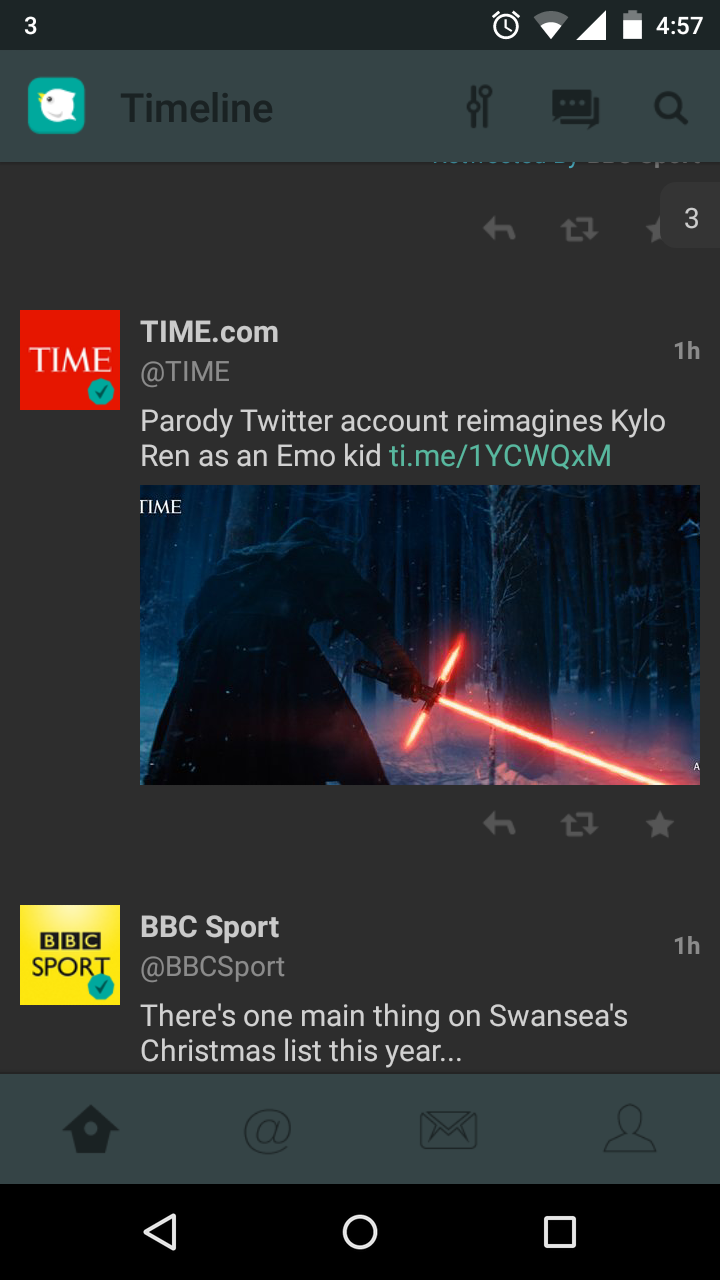 3
4:57
Timeline
3
TIME
TIME.com
@TIME
1h
Parody Twitter account reimagines Kylo
Ren as an Emo kid ti.me/1YCWQxM
TIME
A
BBC
SPORT
BBC Sport
@BBCSport
1h
There's one main thing on Swansea's
Christmas list this year...
@